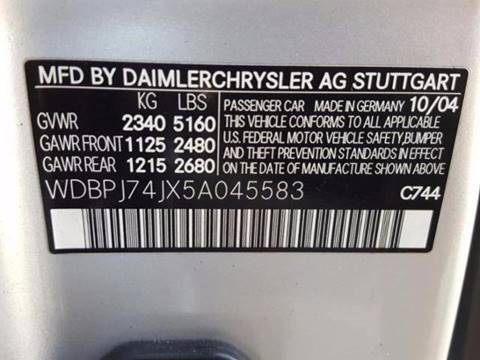 MFD BY DAIMLERCHRYSLER AG STUTTGART
KG LBS
GVWR 2340 5160
GAWR FRONT 1125 2480
GAWR REAR 1215 2680
PASSENGER CAR MADE IN GERMANY 10/04
THIS VEHICLE CONFORMS TO ALL APPLICABLE
U.S. FEDERAL MOTOR VEHICLE SAFETY, BUMPER
AND THEFT PREVENTION STANDARDS IN EFFECT
ON THE DATE OF MANUFACTURE SHOWN ABOVE.
WDBPJ74JX5A045583
C744